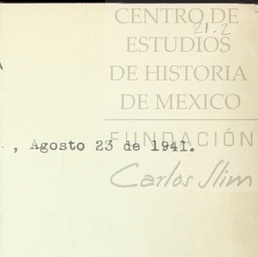 CENTRO DE
21.2
ESTUDIOS
DE HISTORIA
DE MEXICO
, Agosto 23 de 1941.
FUNDACIÓN
Carlos Slim